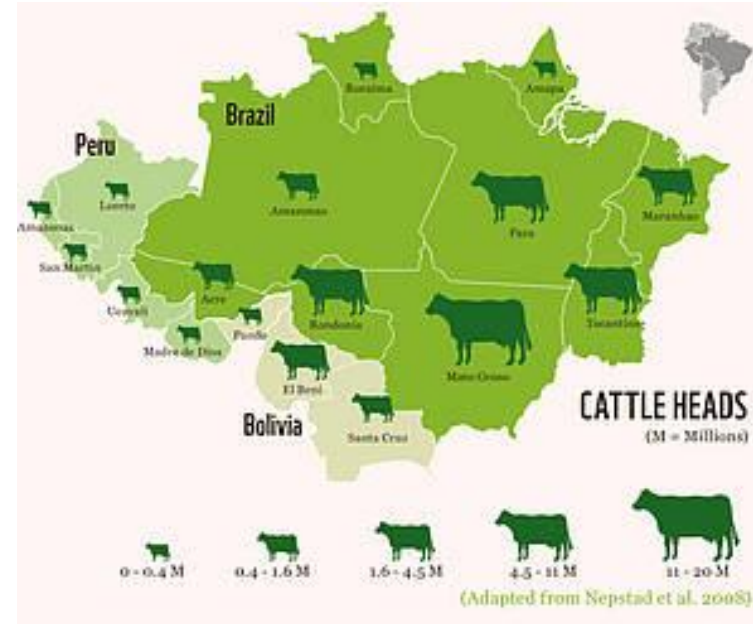 Roraima
Amapa
Brazil
Peru
Loreto
Amazonas
Amazonas
Para
Maranhao
San Martin
Ucayali
Acre
Pando
Rondonia
Tocantins
Madre de Dios
El Beni
Mato Grosso
Bolivia
Santa Cruz
CATTLE HEADS
(M = Millions)
0 - 0.4 M
0.4 - 1.6 M
1.6 - 4.5 M
4.5 - 11 M
11 - 20 M
(Adapted from Nepstad et al. 2008)